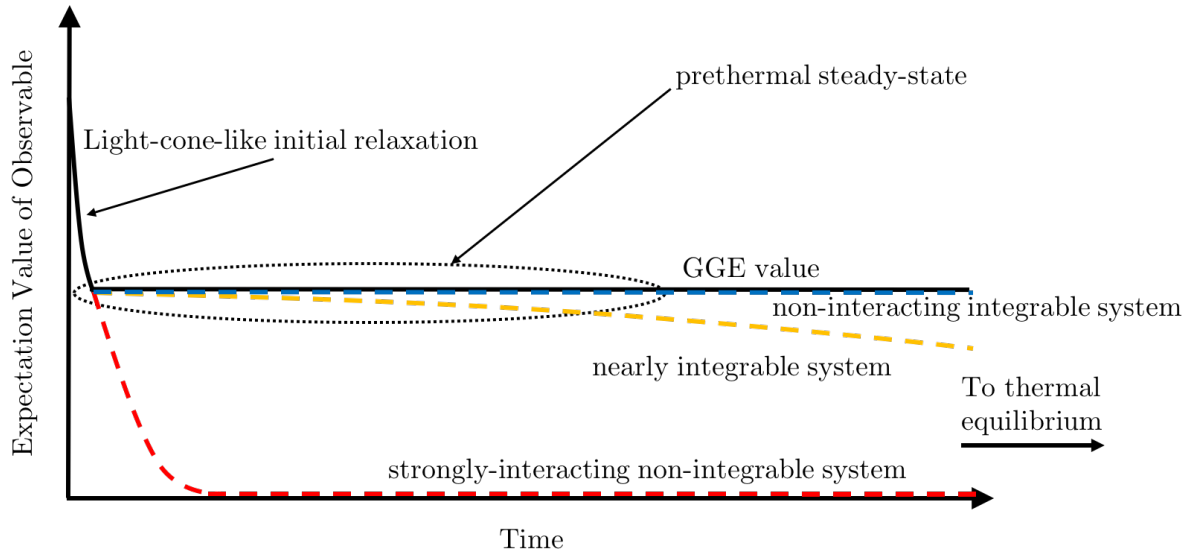 Expectation Value of Observable
prethermal steady-state
Light-cone-like initial relaxation
GGE value
non-interacting integrable system
nearly integrable system
To thermal
equilibrium
strongly-interacting non-integrable system
Time